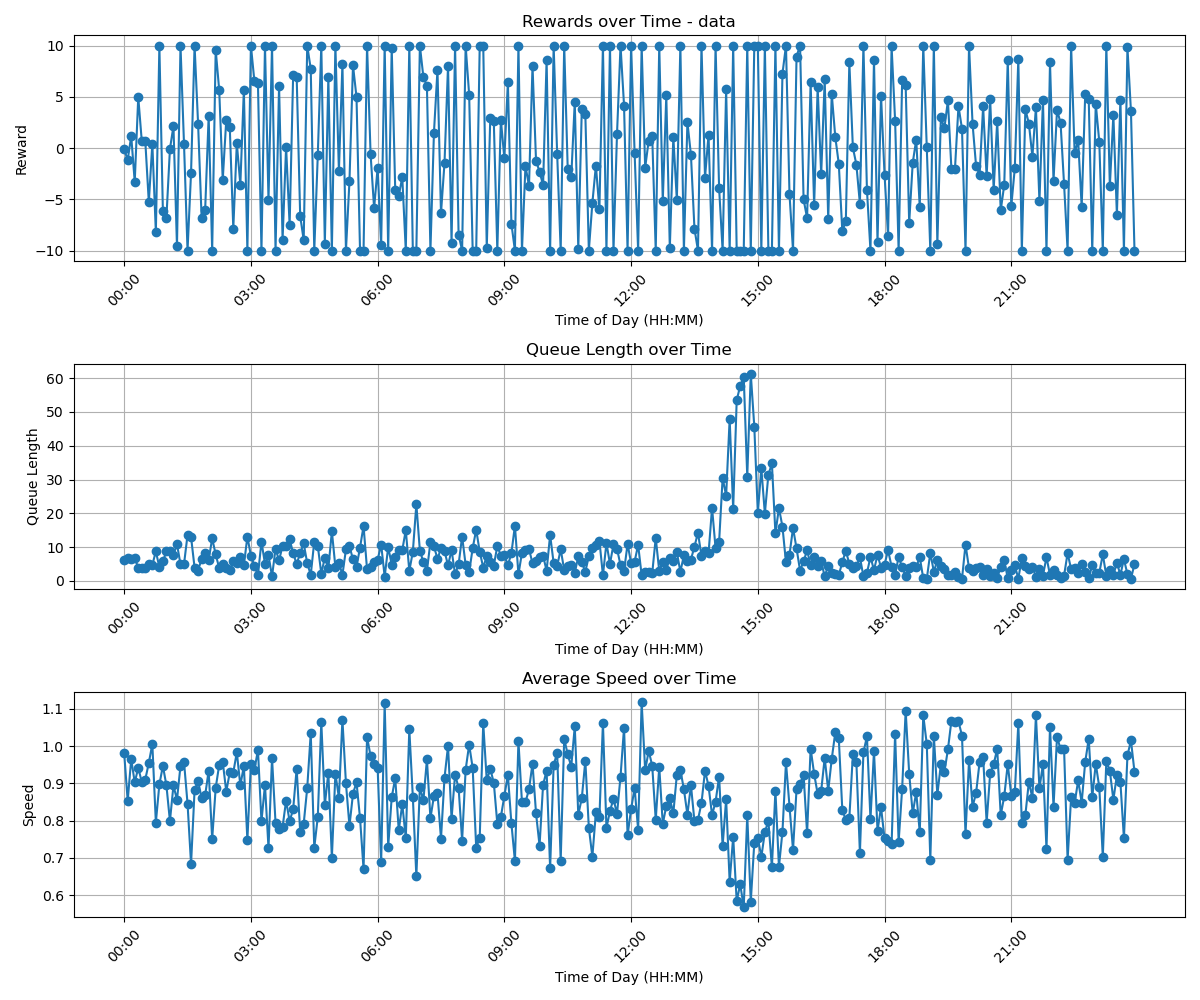 Rewards over Time - data
Reward
10
5
0
−5
−10
00:00 03:00 06:00 09:00 12:00 15:00 18:00 21:00
Time of Day (HH:MM)
Queue Length over Time
Queue Length
60
50
40
30
20
10
0
00:00 03:00 06:00 09:00 12:00 15:00 18:00 21:00
Time of Day (HH:MM)
Average Speed over Time
Speed
1.1
1.0
0.9
0.8
0.7
0.6
00:00 03:00 06:00 09:00 12:00 15:00 18:00 21:00
Time of Day (HH:MM)